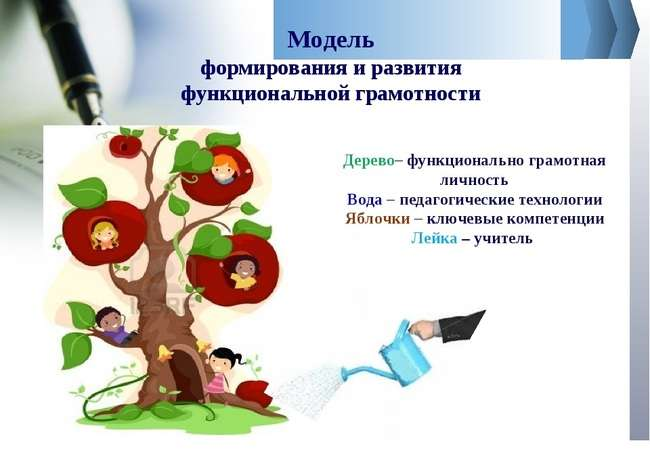 Модель
формирования и развития
функциональной грамотности
Дерево– функционально грамотная
личность
Вода – педагогические технологии
Яблочки – ключевые компетенции
Лейка – учитель